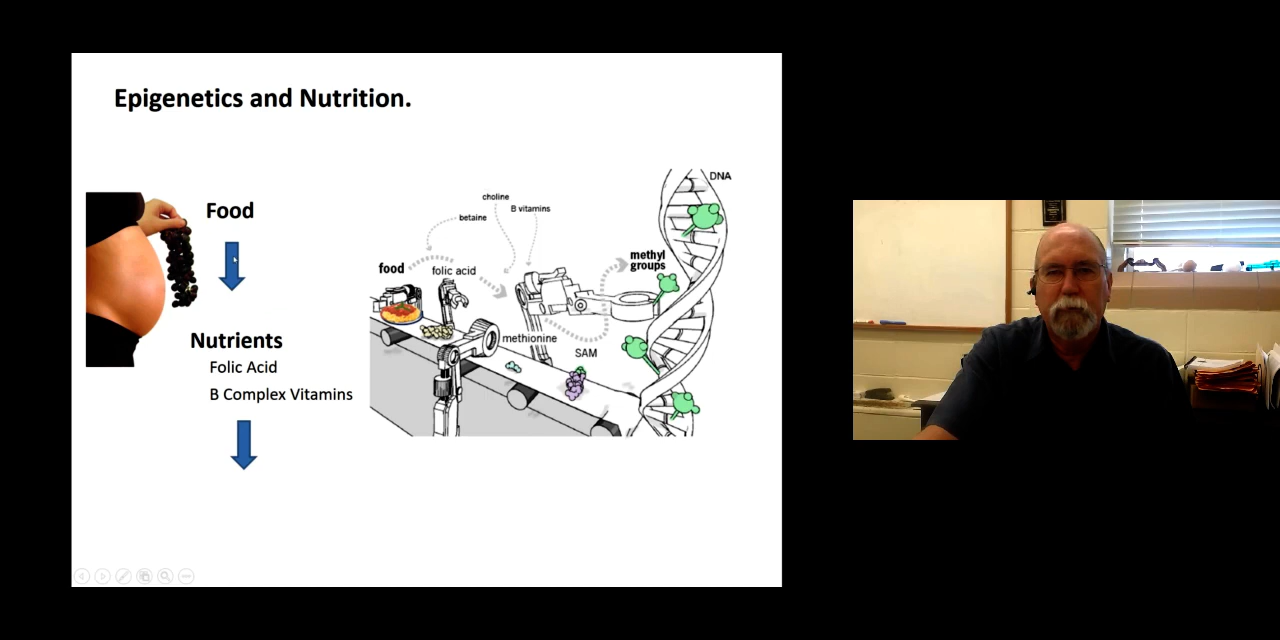 Epigenetics and Nutrition.
Food
Nutrients
Folic Acid
B Complex Vitamins
DNA
choline
B vitamins
betaine
methyl
groups
food
folic acid
methionine
SAM